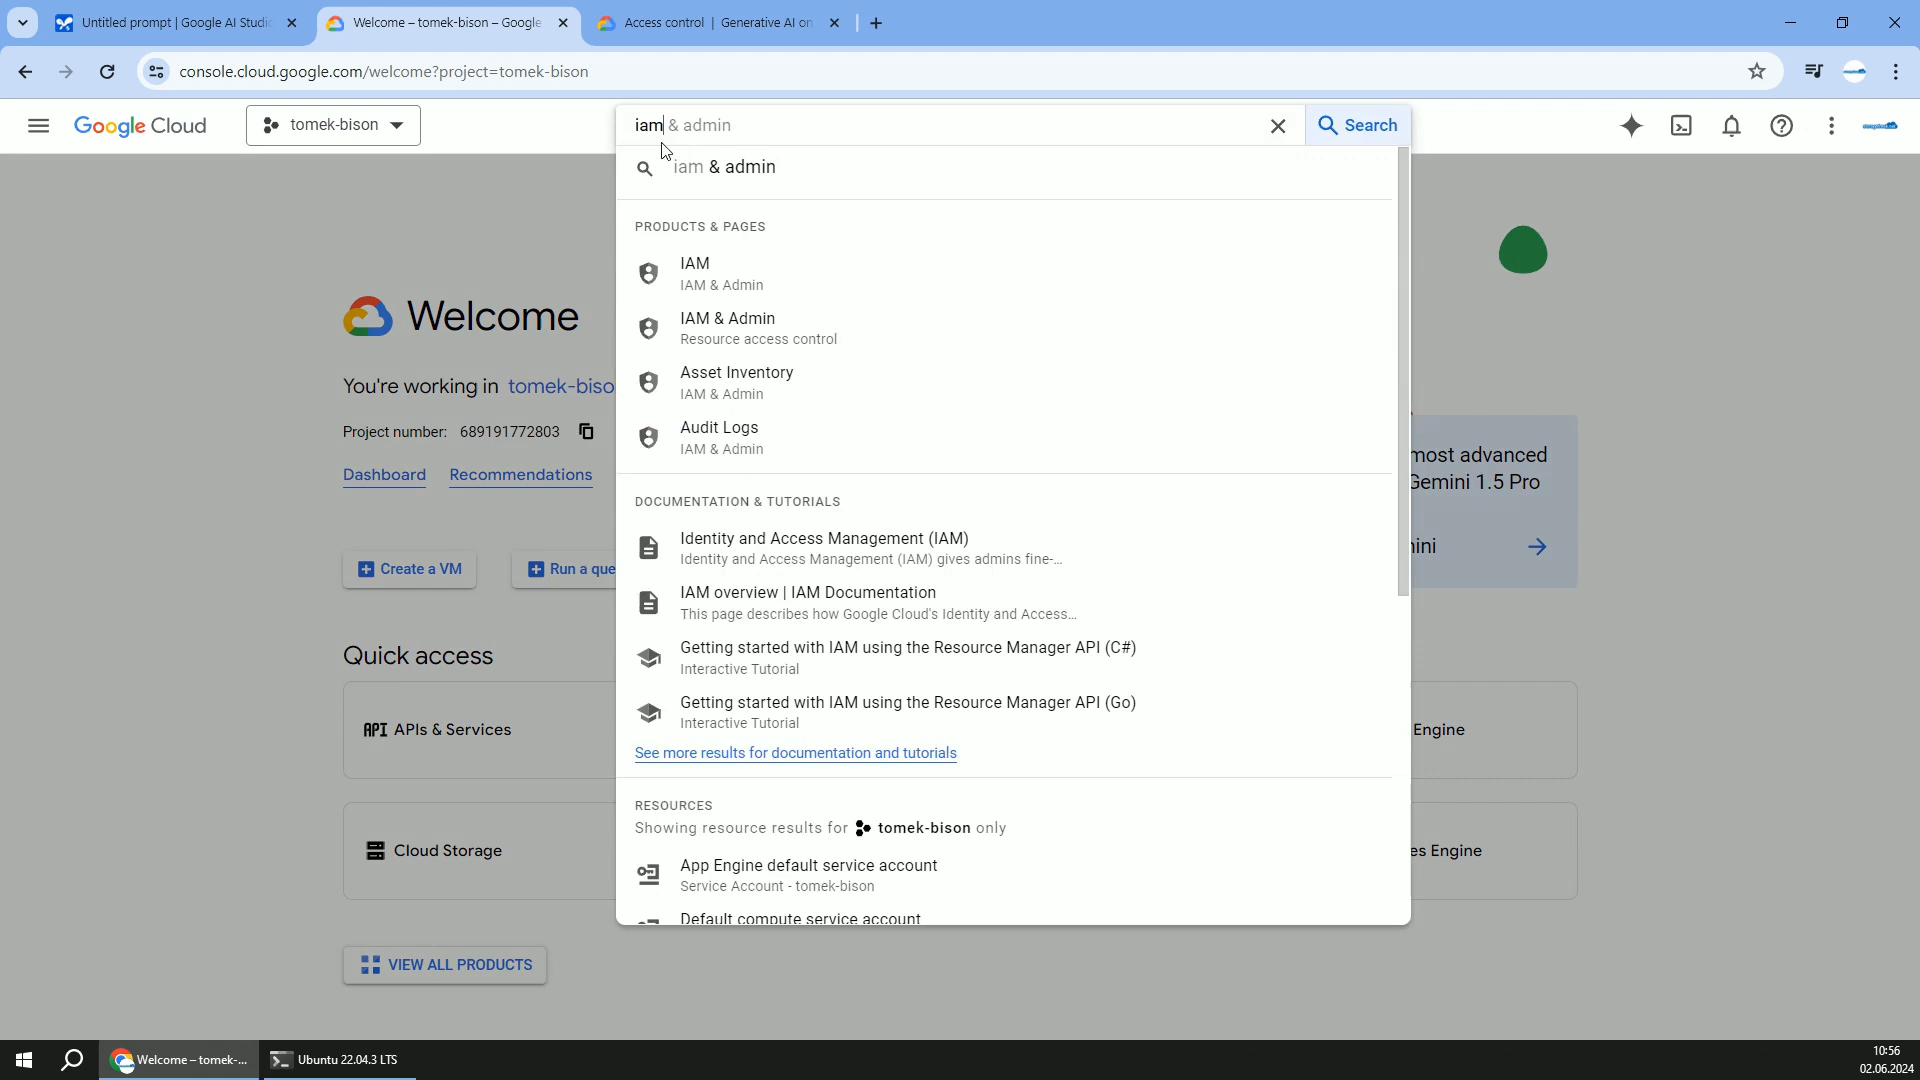 Untitled prompt | Google AI Studio
Welcome – tomek-bison – Google
Access control | Generative AI on
console.cloud.google.com/welcome?project=tomek-bison
Google Cloud
tomek-bison
iam & admin
Search
iam & admin
PRODUCTS & PAGES
IAM
IAM & Admin
IAM & Admin
Resource access control
Asset Inventory
IAM & Admin
Audit Logs
IAM & Admin
DOCUMENTATION & TUTORIALS
Identity and Access Management (IAM)
Identity and Access Management (IAM) gives admins fine-...
IAM overview | IAM Documentation
This page describes how Google Cloud's Identity and Access...
Getting started with IAM using the Resource Manager API (C#)
Interactive Tutorial
Getting started with IAM using the Resource Manager API (Go)
Interactive Tutorial
See more results for documentation and tutorials
RESOURCES
Showing resource results for tomek-bison only
App Engine default service account
Service Account - tomek-bison
Default compute service account
Welcome
You're working in tomek-biso
Project number: 689191772803
Dashboard Recommendations
most advanced
Gemini 1.5 Pro
ini
Create a VM
Run a que
Quick access
API APIs & Services
Engine
Cloud Storage
es Engine
VIEW ALL PRODUCTS
Welcome – tomek-...
Ubuntu 22.04.3 LTS
10:56
02.06.2024